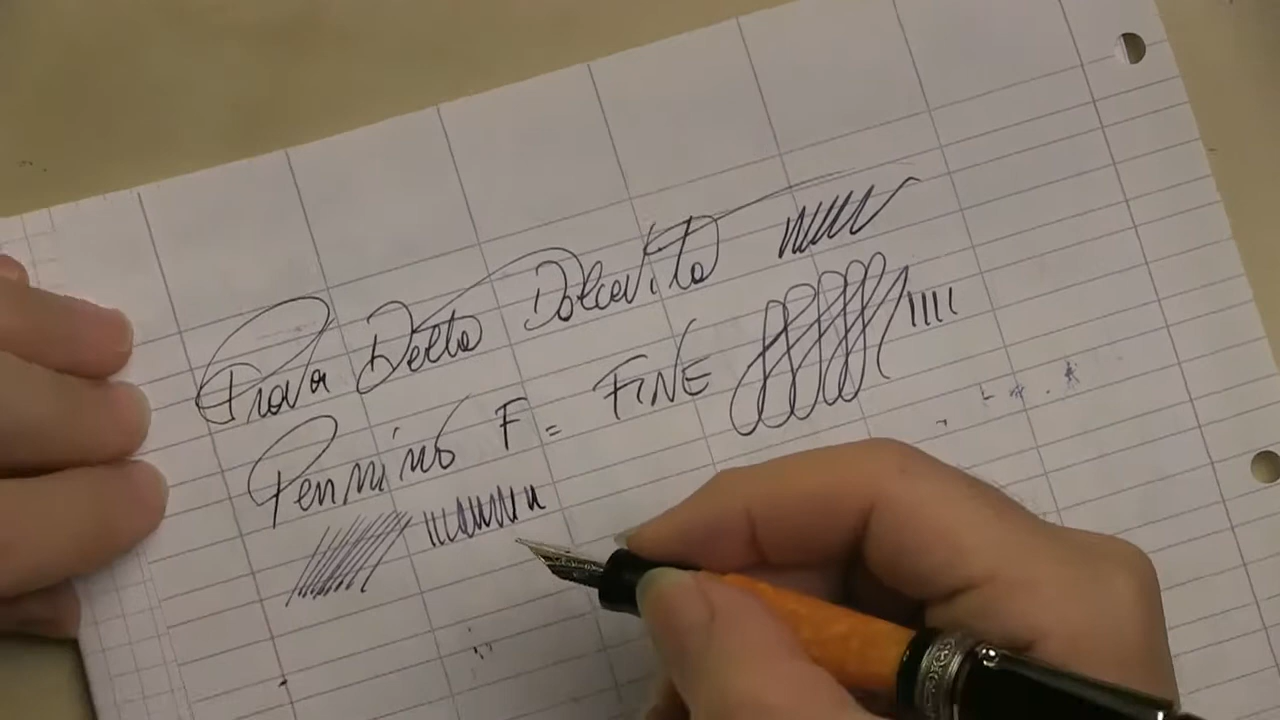 Prova Delta Dolcevita
Pennino F = FINE